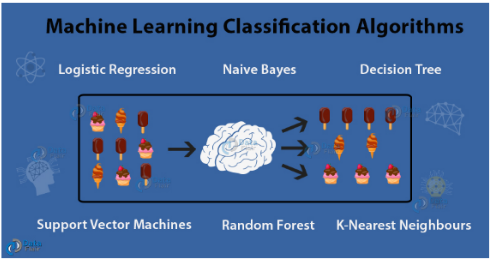 Machine Learning Classification Algorithms
Logistic Regression
Naive Bayes
Decision Tree
Support Vector Machines
Random Forest
K-Nearest Neighbours